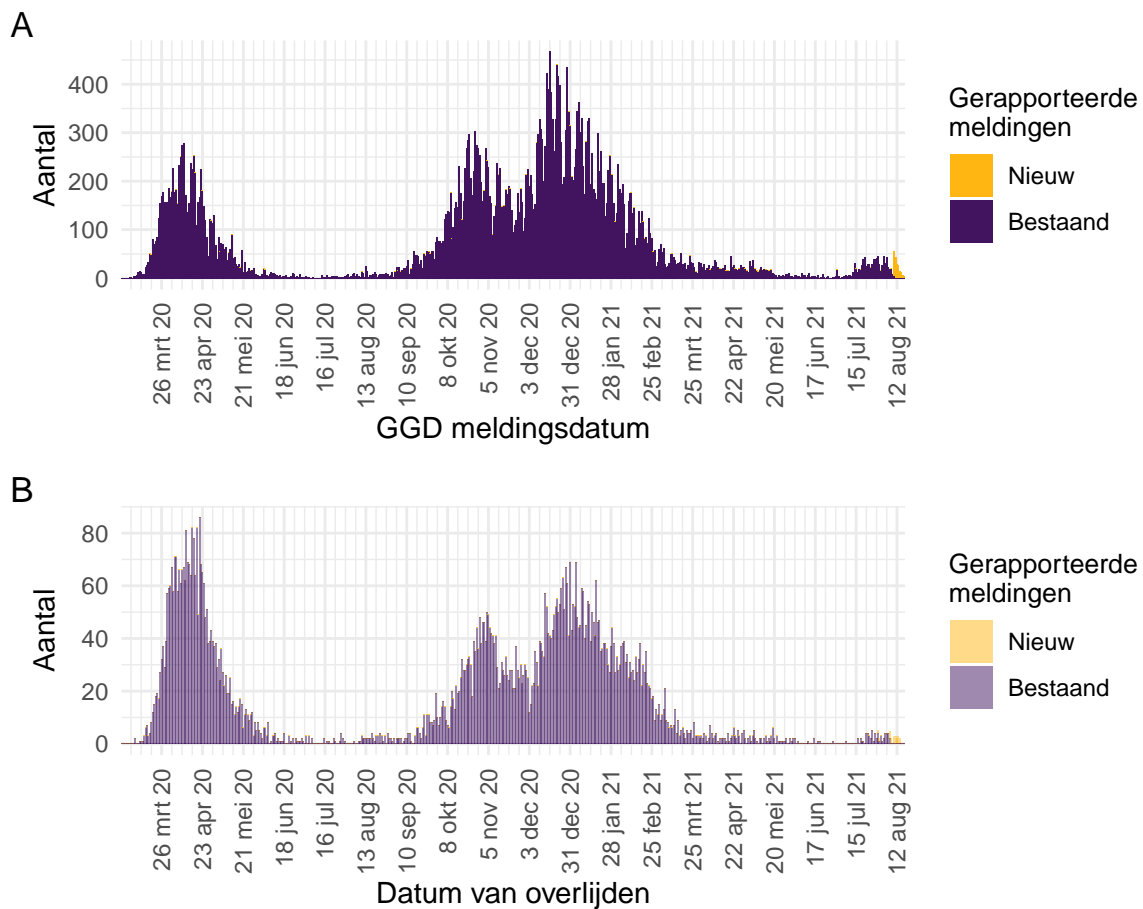 A
Aantal
400
300
200
100
0
26 mrt 20
23 apr 20
21 mei 20
18 jun 20
16 jul 20
13 aug 20
10 sep 20
8 okt 20
5 nov 20
3 dec 20
31 dec 20
28 jan 21
25 feb 21
25 mrt 21
22 apr 21
20 mei 21
17 jun 21
15 jul 21
12 aug 21
GGD meldingsdatum
Gerapporteerde
meldingen
Nieuw
Bestaand
B
Aantal
80
60
40
20
0
26 mrt 20
23 apr 20
21 mei 20
18 jun 20
16 jul 20
13 aug 20
10 sep 20
8 okt 20
5 nov 20
3 dec 20
31 dec 20
28 jan 21
25 feb 21
25 mrt 21
22 apr 21
20 mei 21
17 jun 21
15 jul 21
12 aug 21
Datum van overlijden
Gerapporteerde
meldingen
Nieuw
Bestaand